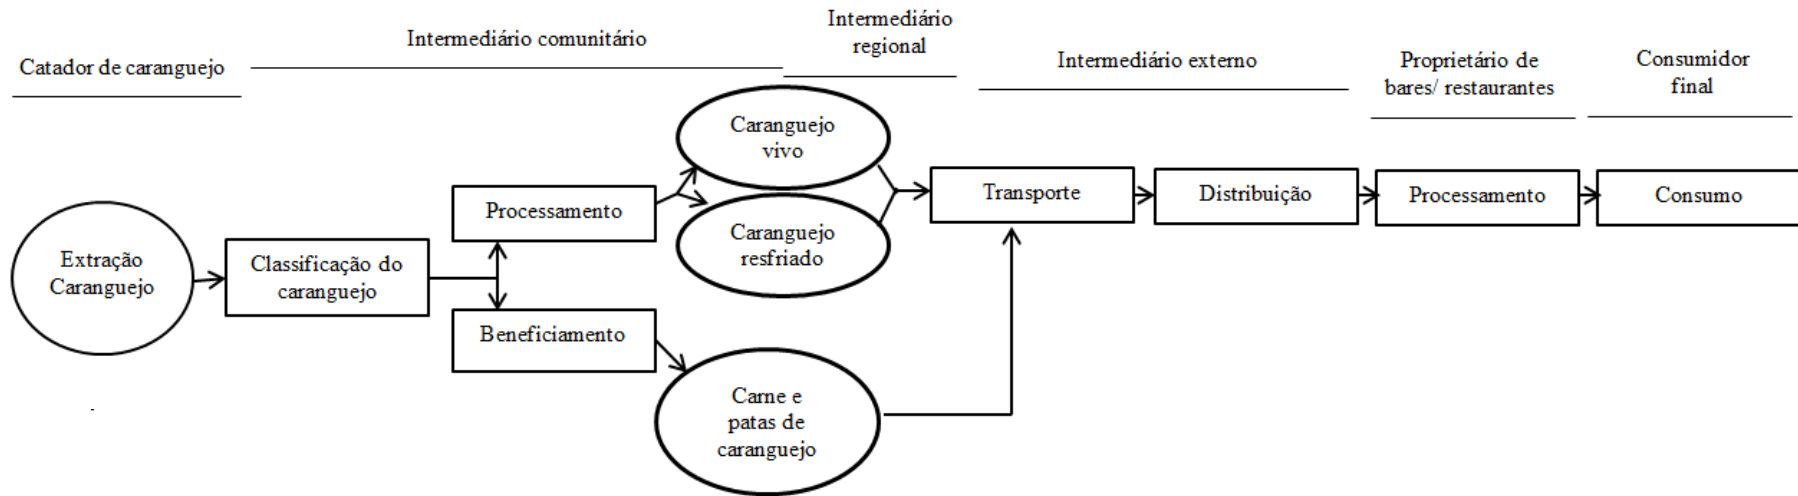 Catador de caranguejo
Intermediário comunitário
Intermediário
regional
Intermediário externo
Proprietário de
bares/ restaurantes
Consumidor
final
Extração
Caranguejo
Classificação do
caranguejo
Processamento
Beneficiamento
Caranguejo
vivo
Caranguejo
resfriado
Carne e
patas de
caranguejo
Transporte
Distribuição
Processamento
Consumo